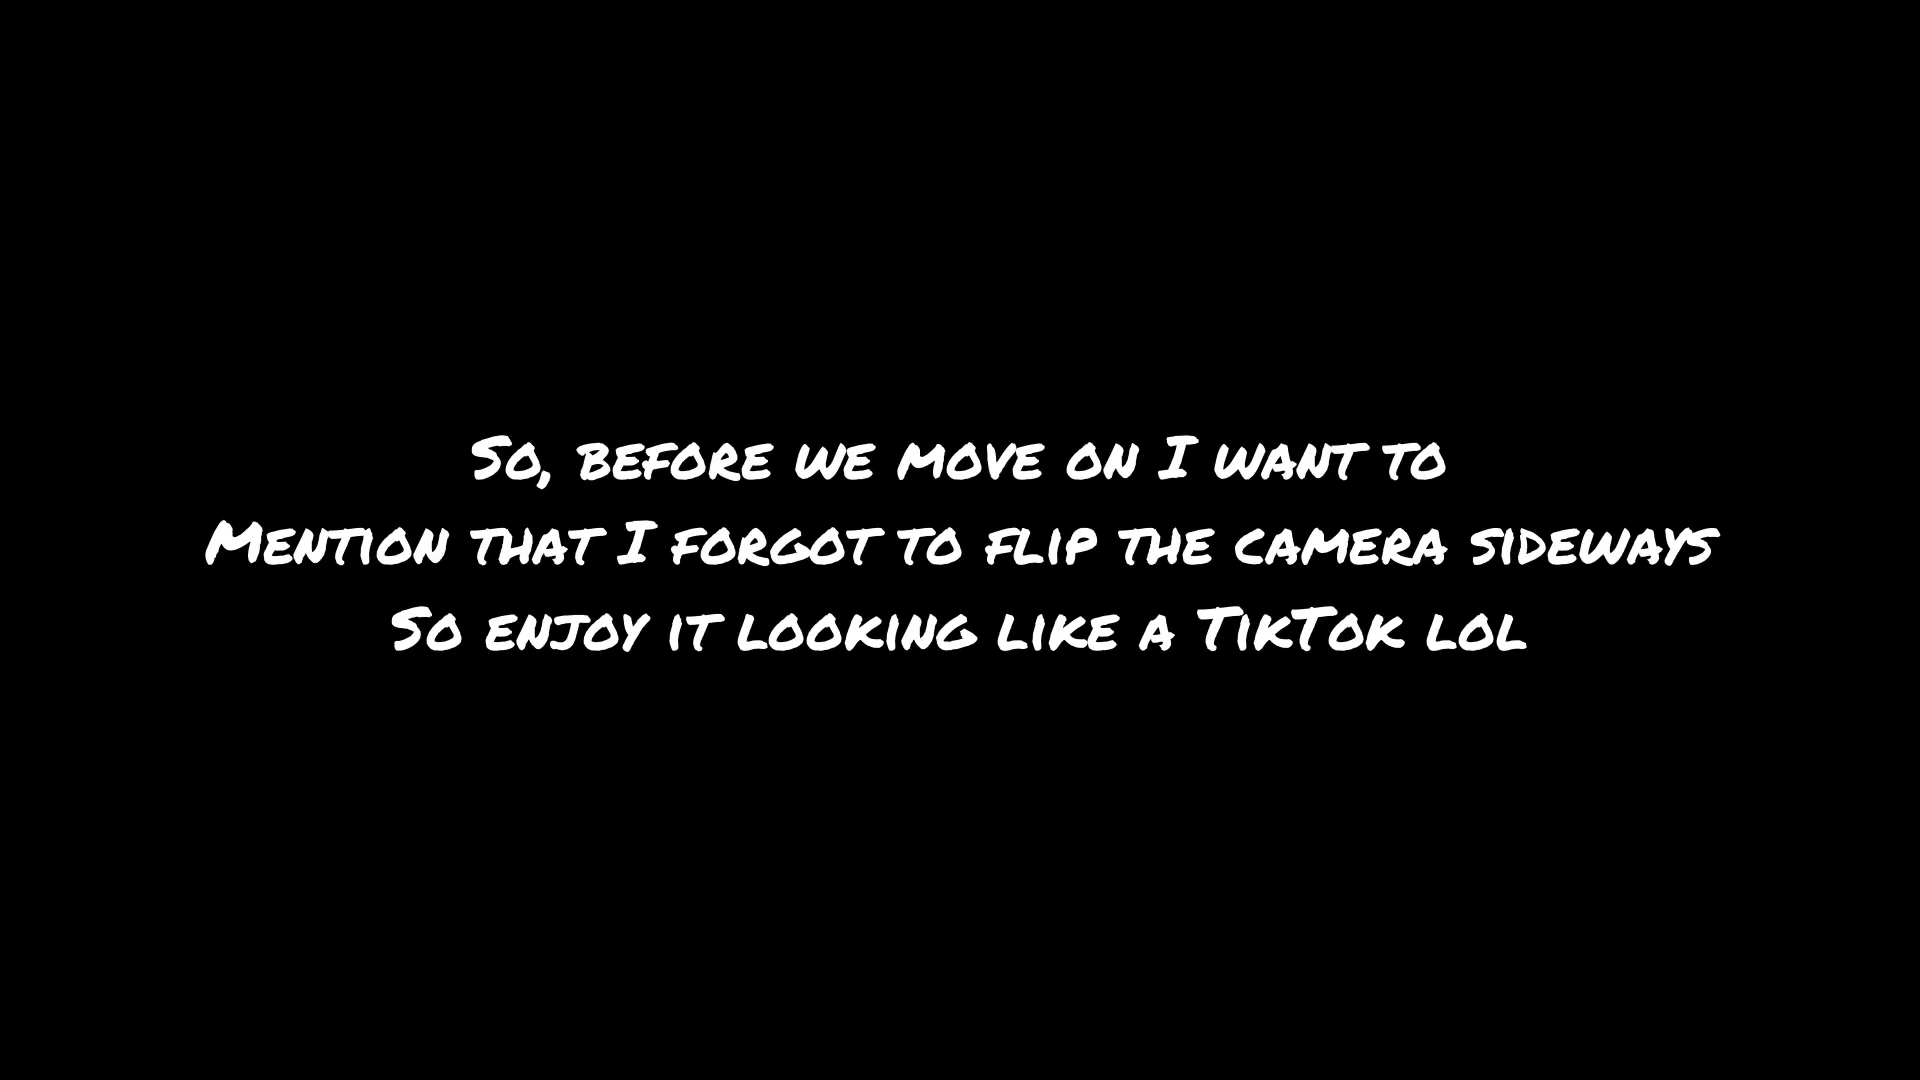 So, before we move on I want to
Mention that I forgot to flip the camera sideways
So enjoy it looking like a TikTok lol